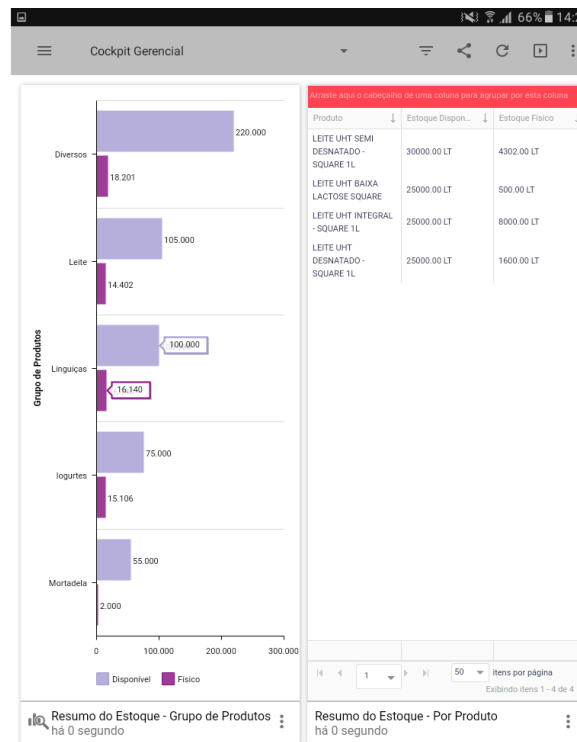 66% 14:2
Cockpit Gerencial
Grupo de Produtos
Diversos
220.000
18.201
Leite
105.000
14.402
Linguiças
100.000
16.140
Iogurtes
75.000
15.106
Mortadela
55.000
2.000
0 100.000 200.000 300.000
Disponível Físico
Resumo do Estoque - Grupo de Produtos
há 0 segundo
Arraste aqui o cabeçalho de uma coluna para agrupar por esta coluna
Produto Estoque Dispon... Estoque Físico
LEITE UHT SEMI
DESNATADO -
SQUARE 1L
30000.00 LT 4302.00 LT
LEITE UHT BAIXA
LACTOSE SQUARE
25000.00 LT 500.00 LT
LEITE UHT INTEGRAL
- SQUARE 1L
25000.00 LT 8000.00 LT
LEITE UHT
DESNATADO -
SQUARE 1L
25000.00 LT 1600.00 LT
1 50 itens por página
Exibindo itens 1 - 4 de 4
Resumo do Estoque - Por Produto
há 0 segundo